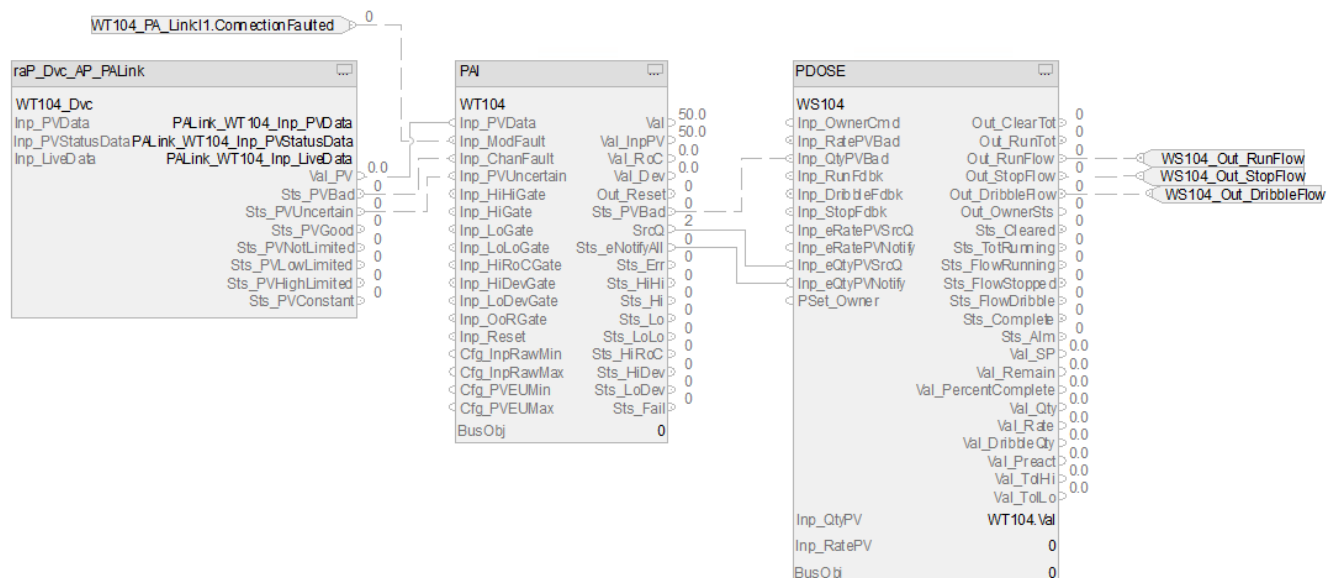 WT104_PA_Link:I1.ConnectionFaulted 0
raP_Dvc_AP_PALink
WT104_Dvc
Inp_PVData PALink_WT104_Inp_PVData
Inp_PVStatusData PALink_WT104_Inp_PVStatusData
Inp_LiveData PALink_WT104_Inp_LiveData
Val_PV 0.0
Sts_PVBad 0
Sts_PVUncertain 0
Sts_PVGood 0
Sts_PVNotLimited 0
Sts_PVLowLimited 0
Sts_PVHighLimited 0
Sts_PVConstant 0
PAI
WT104
Inp_PVData Val 50.0
Inp_ModFault Val_InpPV 50.0
Inp_ChanFault Val_RoC 0.0
Inp_PVUncertain Val_Dev 0.0
Inp_HiHiGate Out_Reset 0
Inp_HiGate Sts_PVBad 0
Inp_LoGate SrcQ 2
Inp_LoLoGate Sts_eNotifyAll 0
Inp_HiRoCGate Sts_Err 0
Inp_HiDevGate Sts_HiHi 0
Inp_LoDevGate Sts_Hi 0
Inp_OoRGate Sts_Lo 0
Inp_Reset Sts_LoLo 0
Cfg_InpRawMin Sts_HiRoC 0
Cfg_InpRawMax Sts_HiDev 0
Cfg_PVEUMin Sts_LoDev 0
Cfg_PVEUMax Sts_Fail 0
BusObj 0
PDOSE
WS104
Inp_OwnerCmd Out_ClearTot 0
Inp_RatePVBad Out_RunTot 0
Inp_QtyPVBad Out_RunFlow 0
Inp_RunFdbk Out_StopFlow 0
Inp_DribbleFdbk Out_DribbleFlow 0
Inp_StopFdbk Out_OwnerSts 0
Inp_eRatePVSrcQ Sts_Cleared 0
Inp_eRatePVNotify Sts_TotRunning 0
Inp_eQtyPVSrcQ Sts_FlowRunning 0
Inp_eQtyPVNotify Sts_FlowStopped 0
PSet_Owner Sts_FlowDribble 0
Sts_Complete 0
Sts_Alm 0
Val_SP 0.0
Val_Remain 0.0
Val_PercentComplete 0.0
Val_Qty 0.0
Val_Rate 0.0
Val_DribbleQty 0.0
Val_Preact 0.0
Val_TolHi 0.0
Val_TolLo 0.0
Inp_QtyPV WT104.Val
Inp_RatePV 0
BusObj 0
WS104_Out_RunFlow
WS104_Out_StopFlow
WS104_Out_DribbleFlow